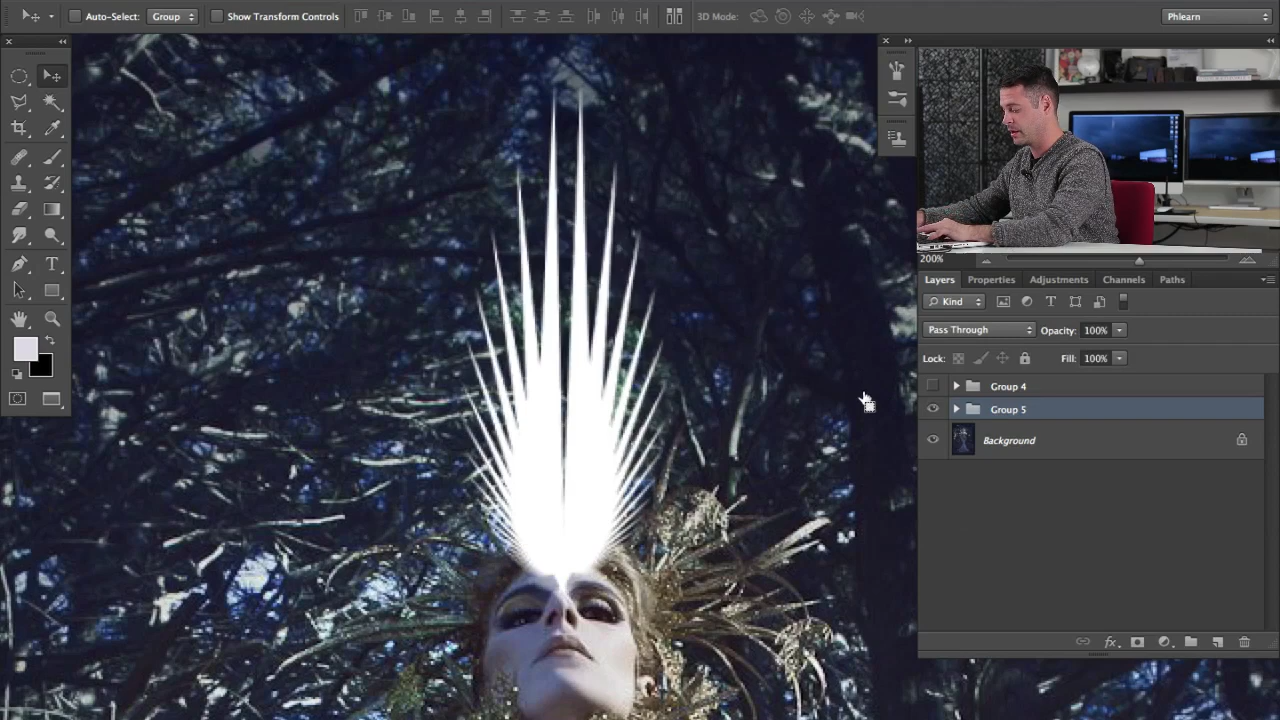 Auto-Select: Group Show Transform Controls 3D Mode: Phlearn
200%
Layers Properties Adjustments Channels Paths
Kind T
Pass Through Opacity: 100%
Lock: Fill: 100%
Group 4
Group 5
Background
T
fx